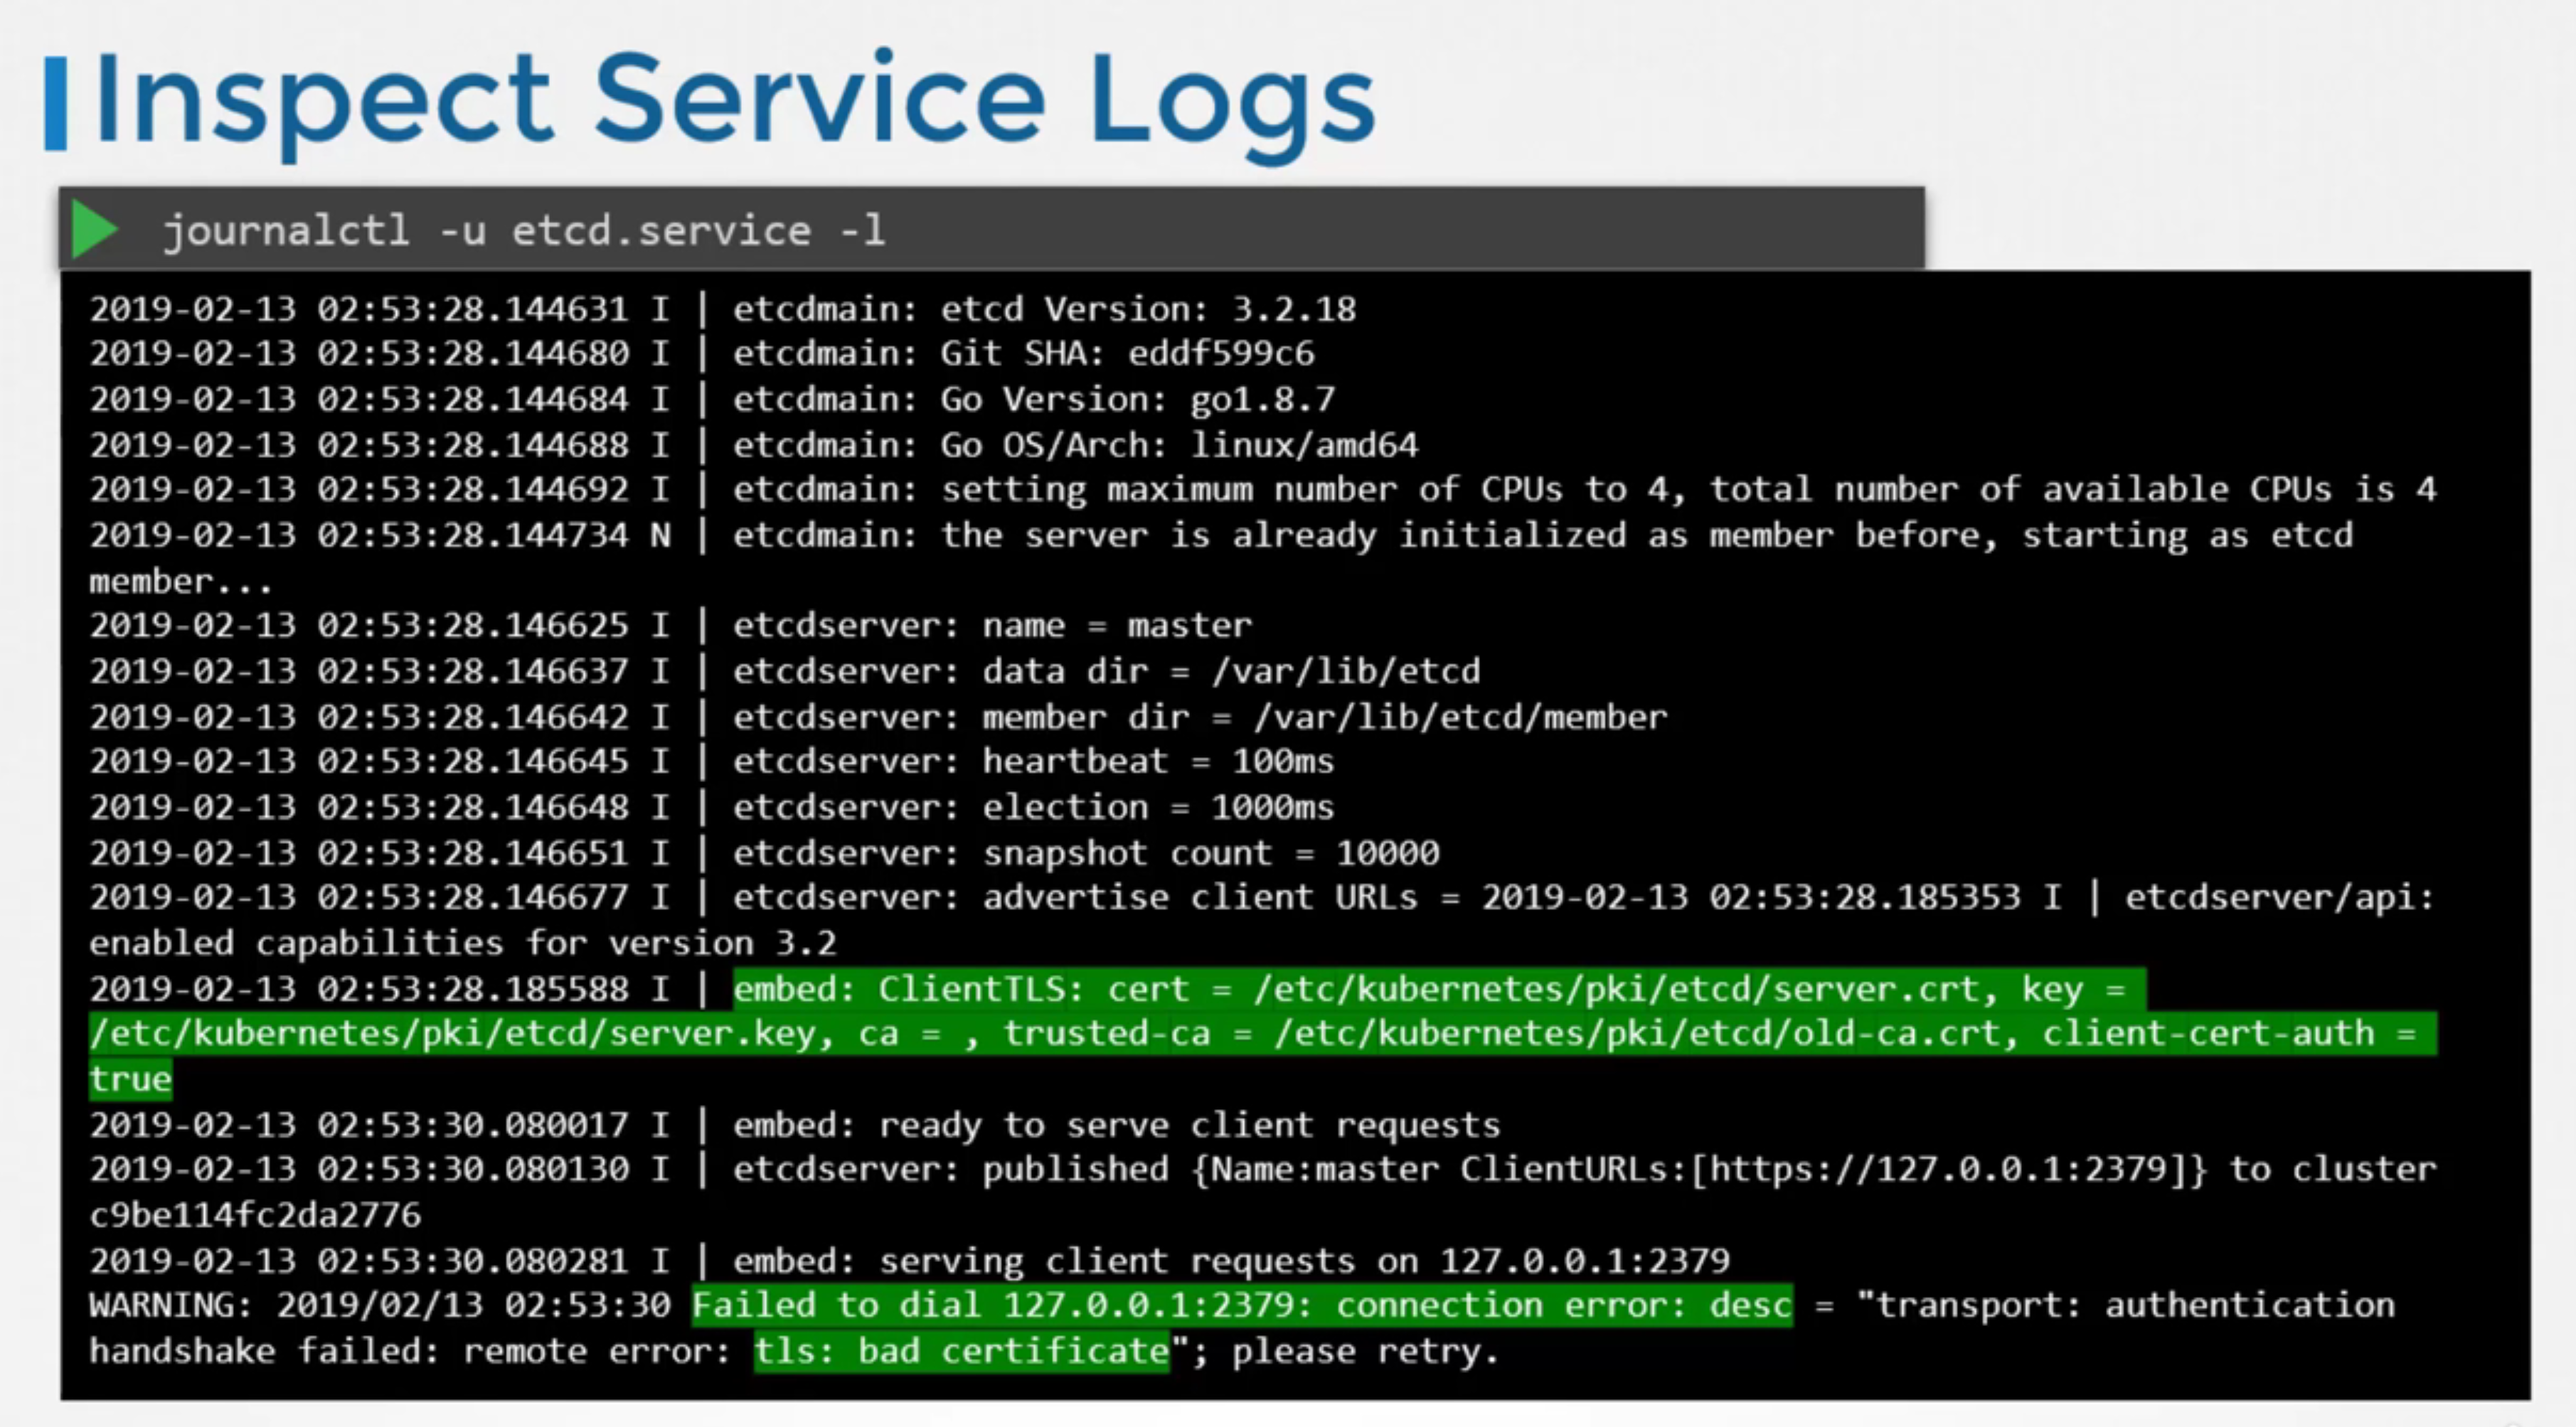 Inspect Service Logs
journalctl -u etcd.service -l
2019-02-13 02:53:28.144631 I | etcdmain: etcd Version: 3.2.18
2019-02-13 02:53:28.144680 I | etcdmain: Git SHA: eddf599c6
2019-02-13 02:53:28.144684 I | etcdmain: Go Version: go1.8.7
2019-02-13 02:53:28.144688 I | etcdmain: Go OS/Arch: linux/amd64
2019-02-13 02:53:28.144692 I | etcdmain: setting maximum number of CPUs to 4, total number of available CPUs is 4
2019-02-13 02:53:28.144734 N | etcdmain: the server is already initialized as member before, starting as etcd
member...
2019-02-13 02:53:28.146625 I | etcdserver: name = master
2019-02-13 02:53:28.146637 I | etcdserver: data dir = /var/lib/etcd
2019-02-13 02:53:28.146642 I | etcdserver: member dir = /var/lib/etcd/member
2019-02-13 02:53:28.146645 I | etcdserver: heartbeat = 100ms
2019-02-13 02:53:28.146648 I | etcdserver: election = 1000ms
2019-02-13 02:53:28.146651 I | etcdserver: snapshot count = 10000
2019-02-13 02:53:28.146677 I | etcdserver: advertise client URLs = 2019-02-13 02:53:28.185353 I | etcdserver/api:
enabled capabilities for version 3.2
2019-02-13 02:53:28.185588 I | embed: ClientTLS: cert = /etc/kubernetes/pki/etcd/server.crt, key =
/etc/kubernetes/pki/etcd/server.key, ca = , trusted-ca = /etc/kubernetes/pki/etcd/old-ca.crt, client-cert-auth =
true
2019-02-13 02:53:30.080017 I | embed: ready to serve client requests
2019-02-13 02:53:30.080130 I | etcdserver: published {Name:master ClientURLs:[https://127.0.0.1:2379]} to cluster
c9be114fc2da2776
2019-02-13 02:53:30.080281 I | embed: serving client requests on 127.0.0.1:2379
WARNING: 2019/02/13 02:53:30 Failed to dial 127.0.0.1:2379: connection error: desc = "transport: authentication
handshake failed: remote error: tls: bad certificate"; please retry.